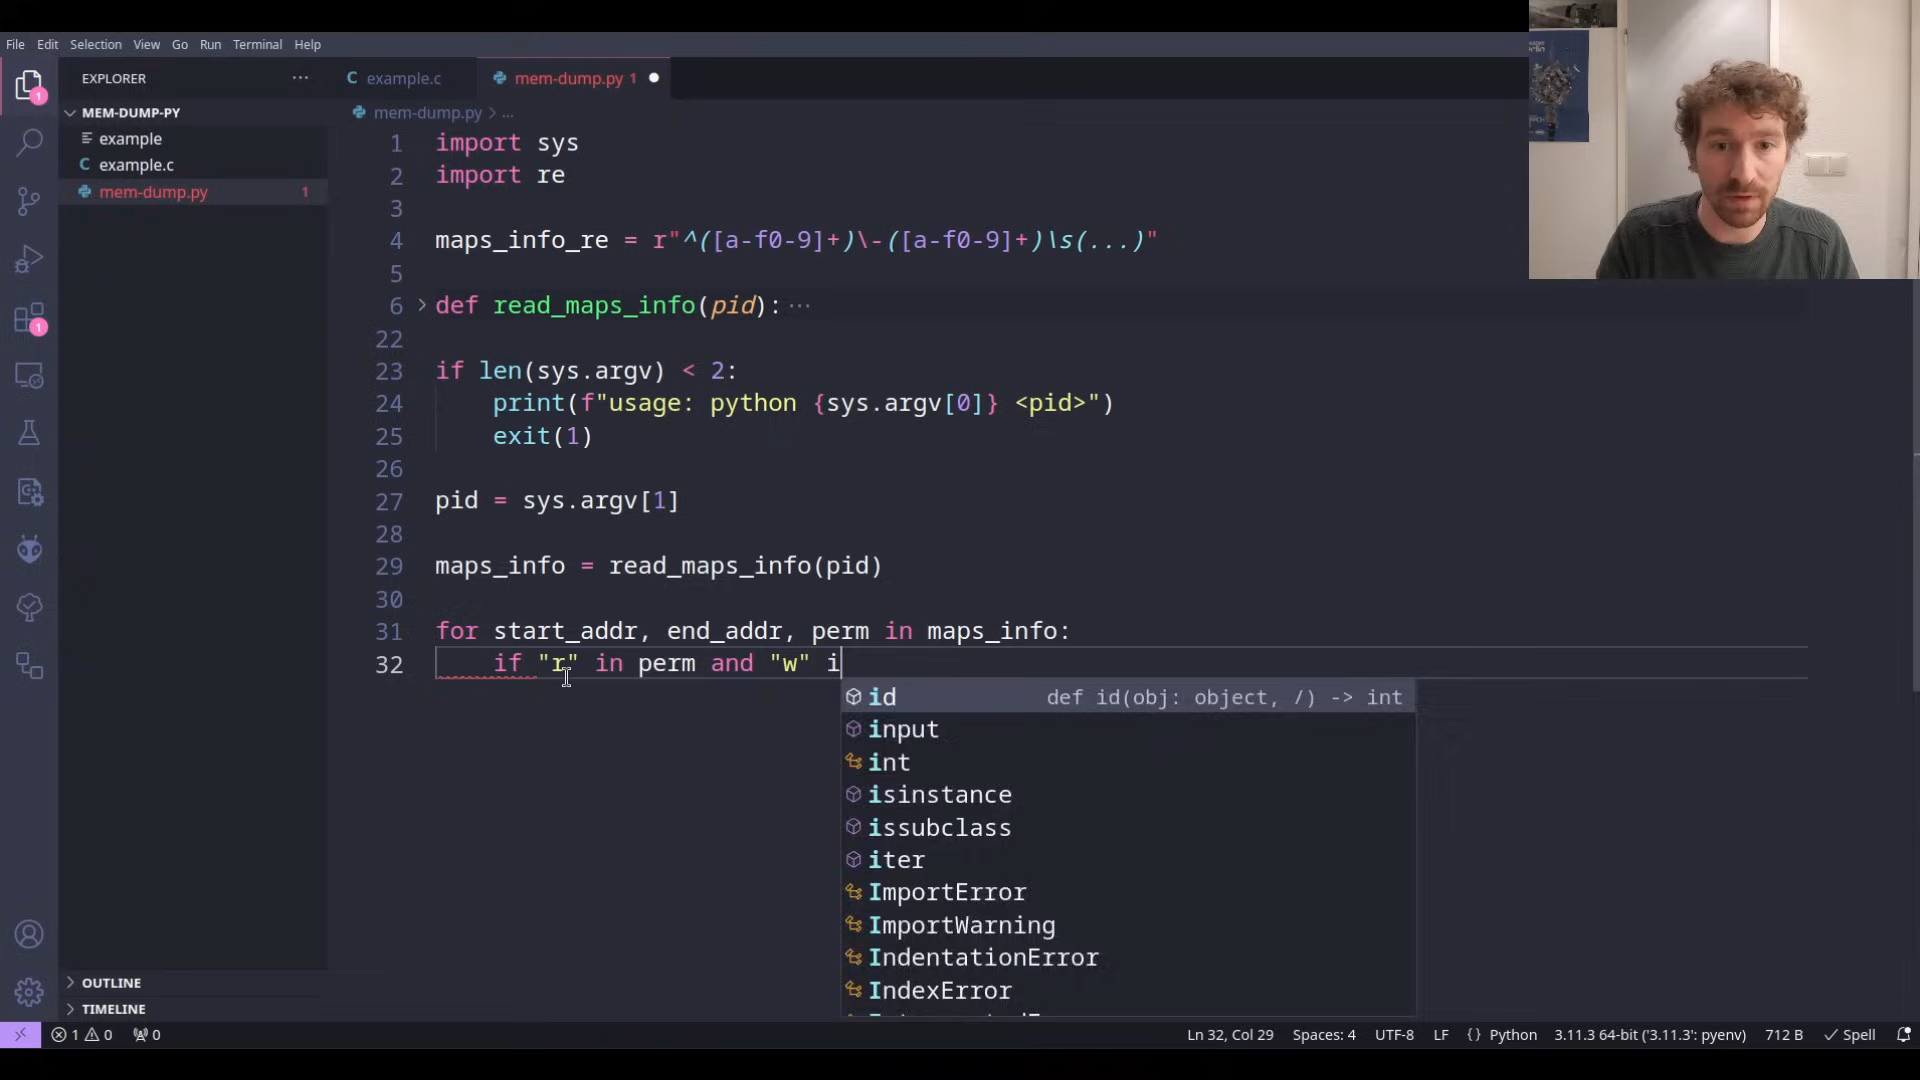 File Edit Selection View Go Run Terminal Help
EXPLORER ···
MEM-DUMP-PY
example
C example.c
mem-dump.py 1
1
1
C example.c
mem-dump.py 1
mem-dump.py > ...
1 import sys
2 import re
3
4 maps_info_re = r"^([a-f0-9]+)\-([a-f0-9]+)\s(...)"
5
6 def read_maps_info(pid): ···
22
23 if len(sys.argv) < 2:
24 print(f"usage: python {sys.argv[0]} <pid>")
25 exit(1)
26
27 pid = sys.argv[1]
28
29 maps_info = read_maps_info(pid)
30
31 for start_addr, end_addr, perm in maps_info:
32 if "r" in perm and "w" i
id def id(obj: object, /) -> int
input
int
isinstance
issubclass
iter
ImportError
ImportWarning
IndentationError
IndexError
OUTLINE
TIMELINE
1 0 0 Ln 32, Col 29 Spaces: 4 UTF-8 LF {} Python 3.11.3 64-bit ('3.11.3': pyenv) 712 B Spell